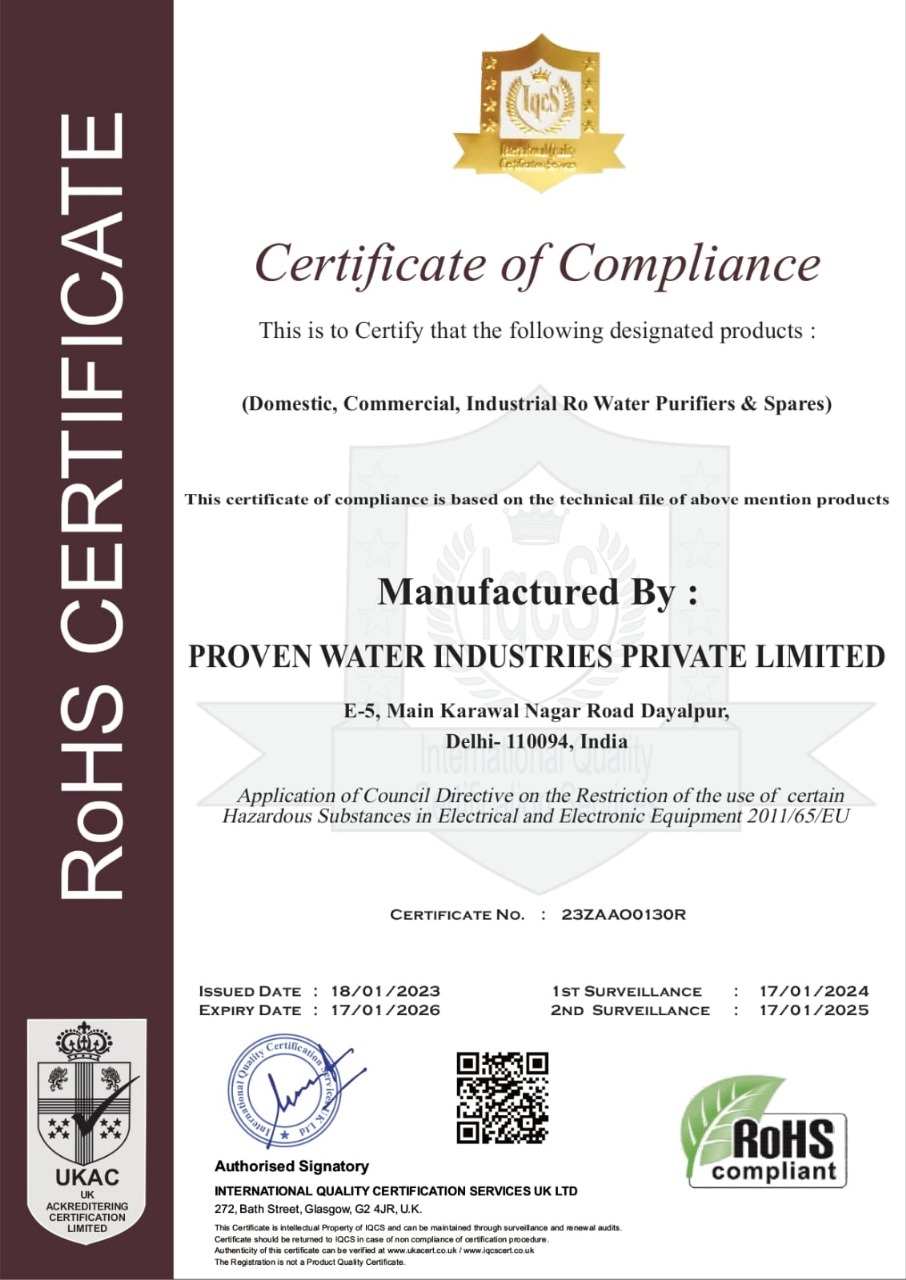 RoHS CERTIFICATE
IqcS
International Quality
Certification Services
Certificate of Compliance
This is to Certify that the following designated products :
(Domestic, Commercial, Industrial Ro Water Purifiers & Spares)
This certificate of compliance is based on the technical file of above mention products
Manufactured By :
PROVEN WATER INDUSTRIES PRIVATE LIMITED
E-5, Main Karawal Nagar Road Dayalpur,
Delhi- 110094, India
Application of Council Directive on the Restriction of the use of certain
Hazardous Substances in Electrical and Electronic Equipment 2011/65/EU
IqcS
International Quality
CERTIFICATE NO. : 23ZAAO0130R
ISSUED DATE : 18/01/2023
EXPIRY DATE : 17/01/2026
1ST SURVEILLANCE : 17/01/2024
2ND SURVEILLANCE : 17/01/2025
International Quality Certification Services UK Ltd
Authorised Signatory
INTERNATIONAL QUALITY CERTIFICATION SERVICES UK LTD
272, Bath Street, Glasgow, G2 4JR, U.K.
This Certificate is intellectual Property of IQCS and can be maintained through surveillance and renewal audits.
Certificate should be returned to IQCS in case of non compliance of certification procedure.
Authenticity of this certificate can be verified at www.ukacert.co.uk / www.iqcscert.co.uk
The Registration is not a Product Quality Certificate.
RoHS
compliant
UKAC
UK
ACKREDITERING
CERTIFICATION
LIMITED